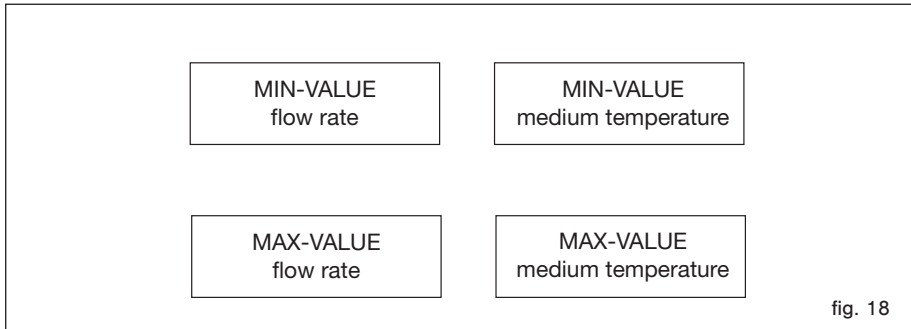 MIN-VALUE
flow rate
MIN-VALUE
medium temperature
MAX-VALUE
flow rate
MAX-VALUE
medium temperature
fig. 18